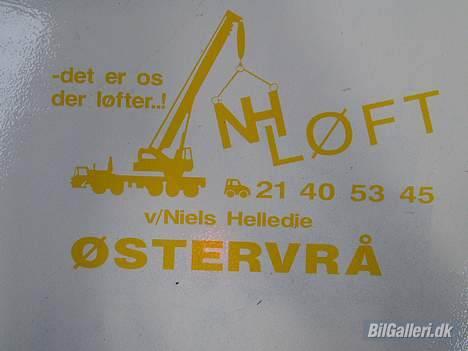 -det er os
der løfter..!
NH LØFT
21 40 53 45
v/Niels Helledie
ØSTERVRÅ
BilGalleri.dk